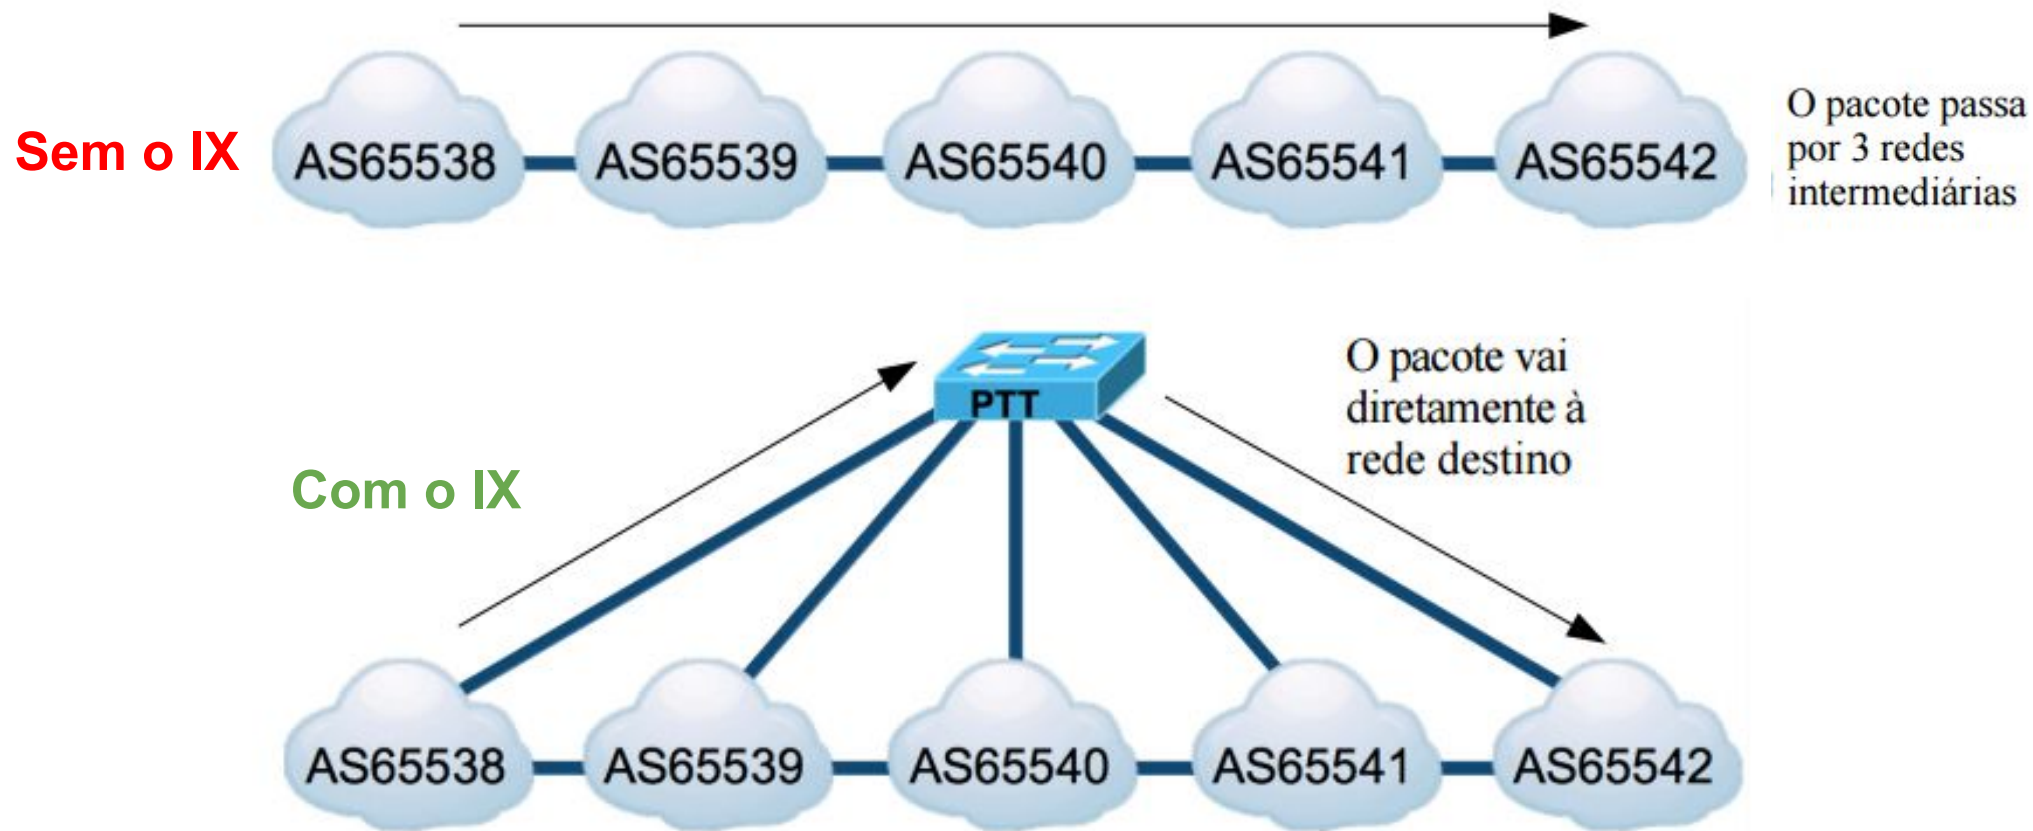 Sem o IX
AS65538
AS65539
AS65540
AS65541
AS65542
O pacote passa
por 3 redes
intermediárias
PTT
O pacote vai
diretamente à
rede destino
Com o IX
AS65538
AS65539
AS65540
AS65541
AS65542